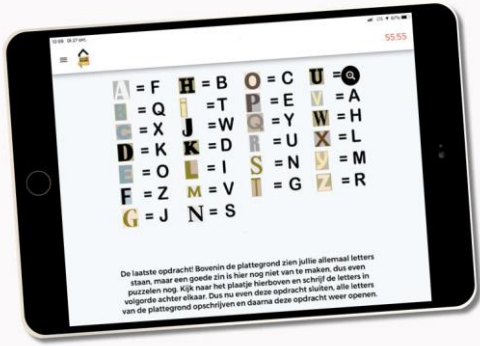 55:55
A = F H = B O = C U =
B = Q I = T P = E V = A
C = X J = W Q = Y W = H
D = K K = D R = U X = L
E = O L = I S = N Y = M
F = Z M = V T = G Z = R
G = J N = S
De laatste opdracht! Bovenin de plattegrond zien jullie allemaal letters
staan, maar een goede zin is hier nog niet van te maken, dus even
puzzelen nog. Kijk naar het plaatje hierboven en schrijf de letters in
volgorde achter elkaar. Dus nu even deze opdracht sluiten, alle letters
van de plattegrond opschrijven en daarna deze opdracht weer openen.